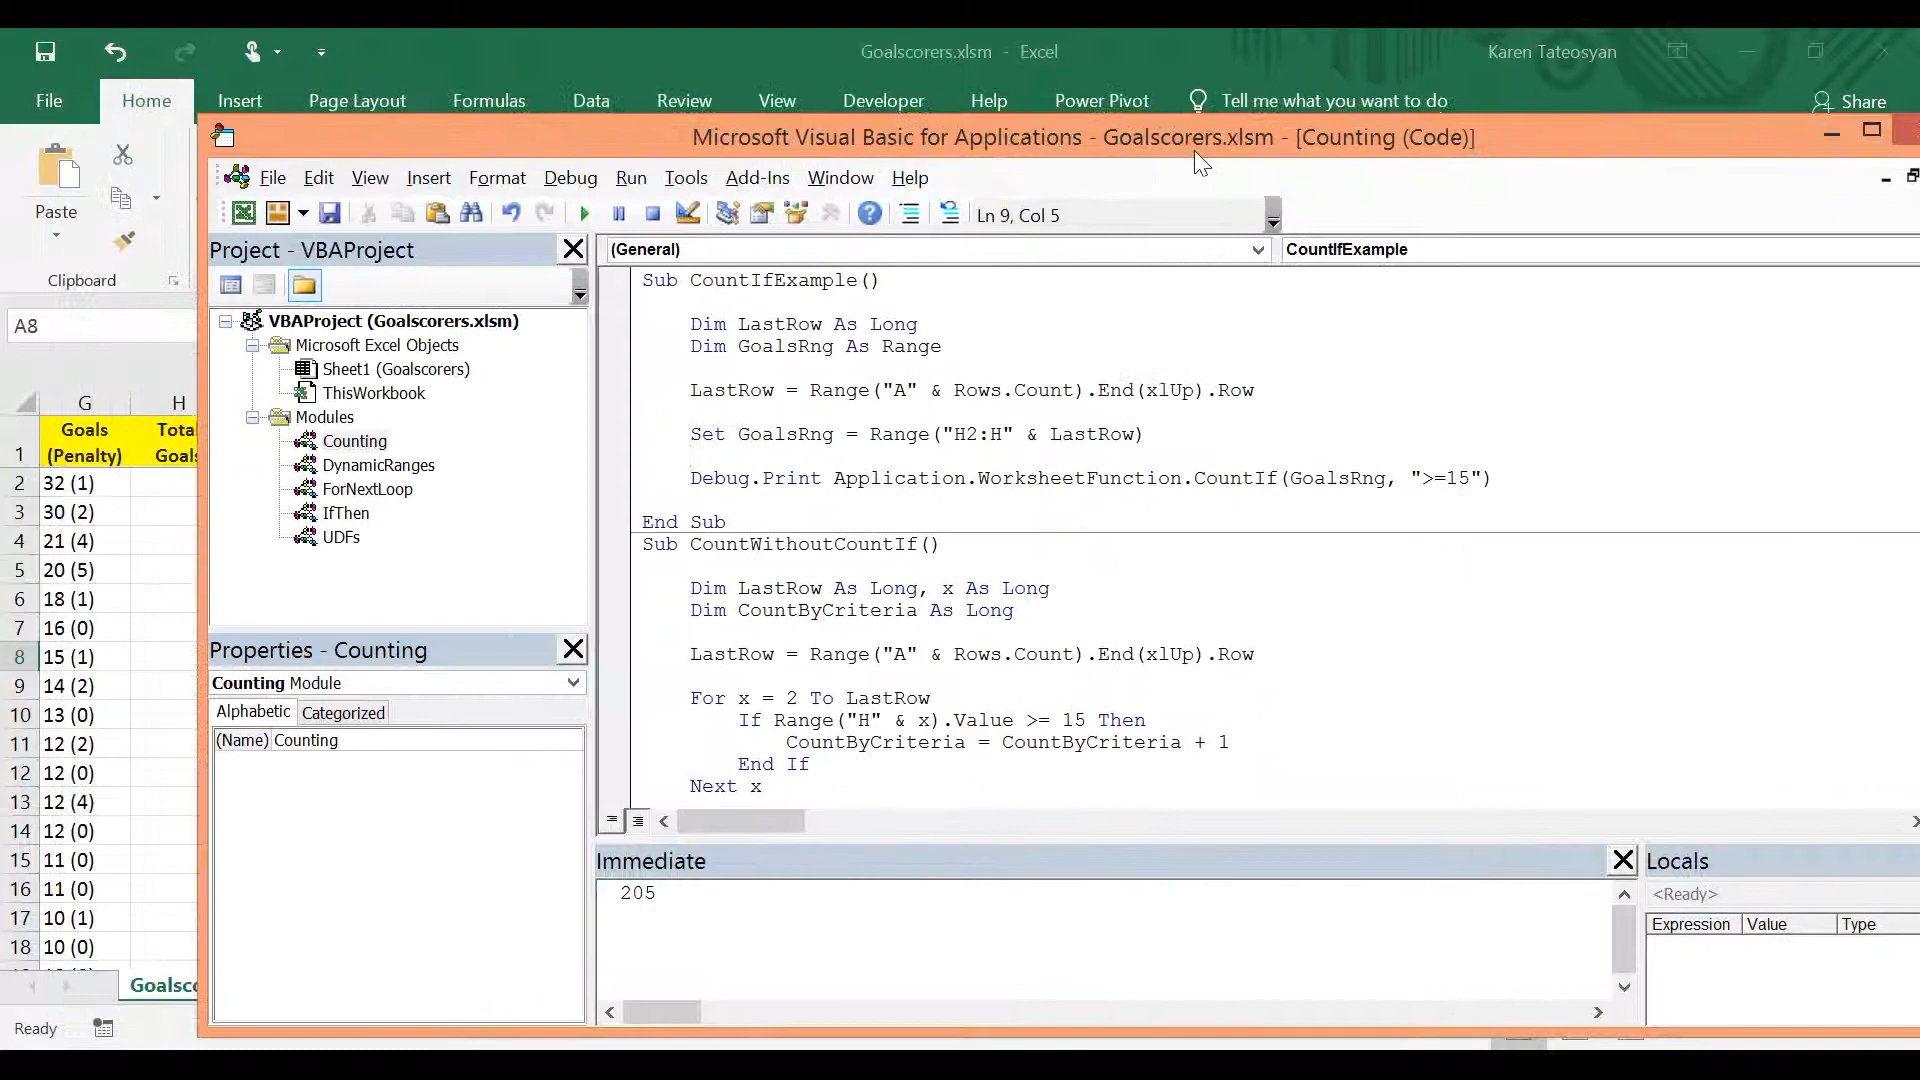 Goalscorers.xlsm - Excel
Karen Tateosyan
File Home Insert Page Layout Formulas Data Review View Developer Help Power Pivot Tell me what you want to do Share
Paste
Clipboard
A8
G H
1 Goals (Penalty)
2 32 (1)
3 30 (2)
4 21 (4)
5 20 (5)
6 18 (1)
7 16 (0)
8 15 (1)
9 14 (2)
10 13 (0)
11 12 (2)
12 12 (0)
13 12 (4)
14 12 (0)
15 11 (0)
16 11 (0)
17 10 (1)
18 10 (0)
Ready
Microsoft Visual Basic for Applications - Goalscorers.xlsm - [Counting (Code)]
File Edit View Insert Format Debug Run Tools Add-Ins Window Help
Ln 9, Col 5
Project - VBAProject
VBAProject (Goalscorers.xlsm)
Microsoft Excel Objects
Sheet1 (Goalscorers)
ThisWorkbook
Modules
Counting
DynamicRanges
ForNextLoop
IfThen
UDFs
Properties - Counting
Counting Module
Alphabetic Categorized
(Name) Counting
(General) CountIfExample
Sub CountIfExample()
Dim LastRow As Long
Dim GoalsRng As Range
LastRow = Range("A" & Rows.Count).End(xlUp).Row
Set GoalsRng = Range("H2:H" & LastRow)
Debug.Print Application.WorksheetFunction.CountIf(GoalsRng, ">=15")
End Sub
Sub CountWithoutCountIf()
Dim LastRow As Long, x As Long
Dim CountByCriteria As Long
LastRow = Range("A" & Rows.Count).End(xlUp).Row
For x = 2 To LastRow
If Range("H" & x).Value >= 15 Then
CountByCriteria = CountByCriteria + 1
End If
Next x
Immediate
205
Locals
<Ready>
Expression Value Type